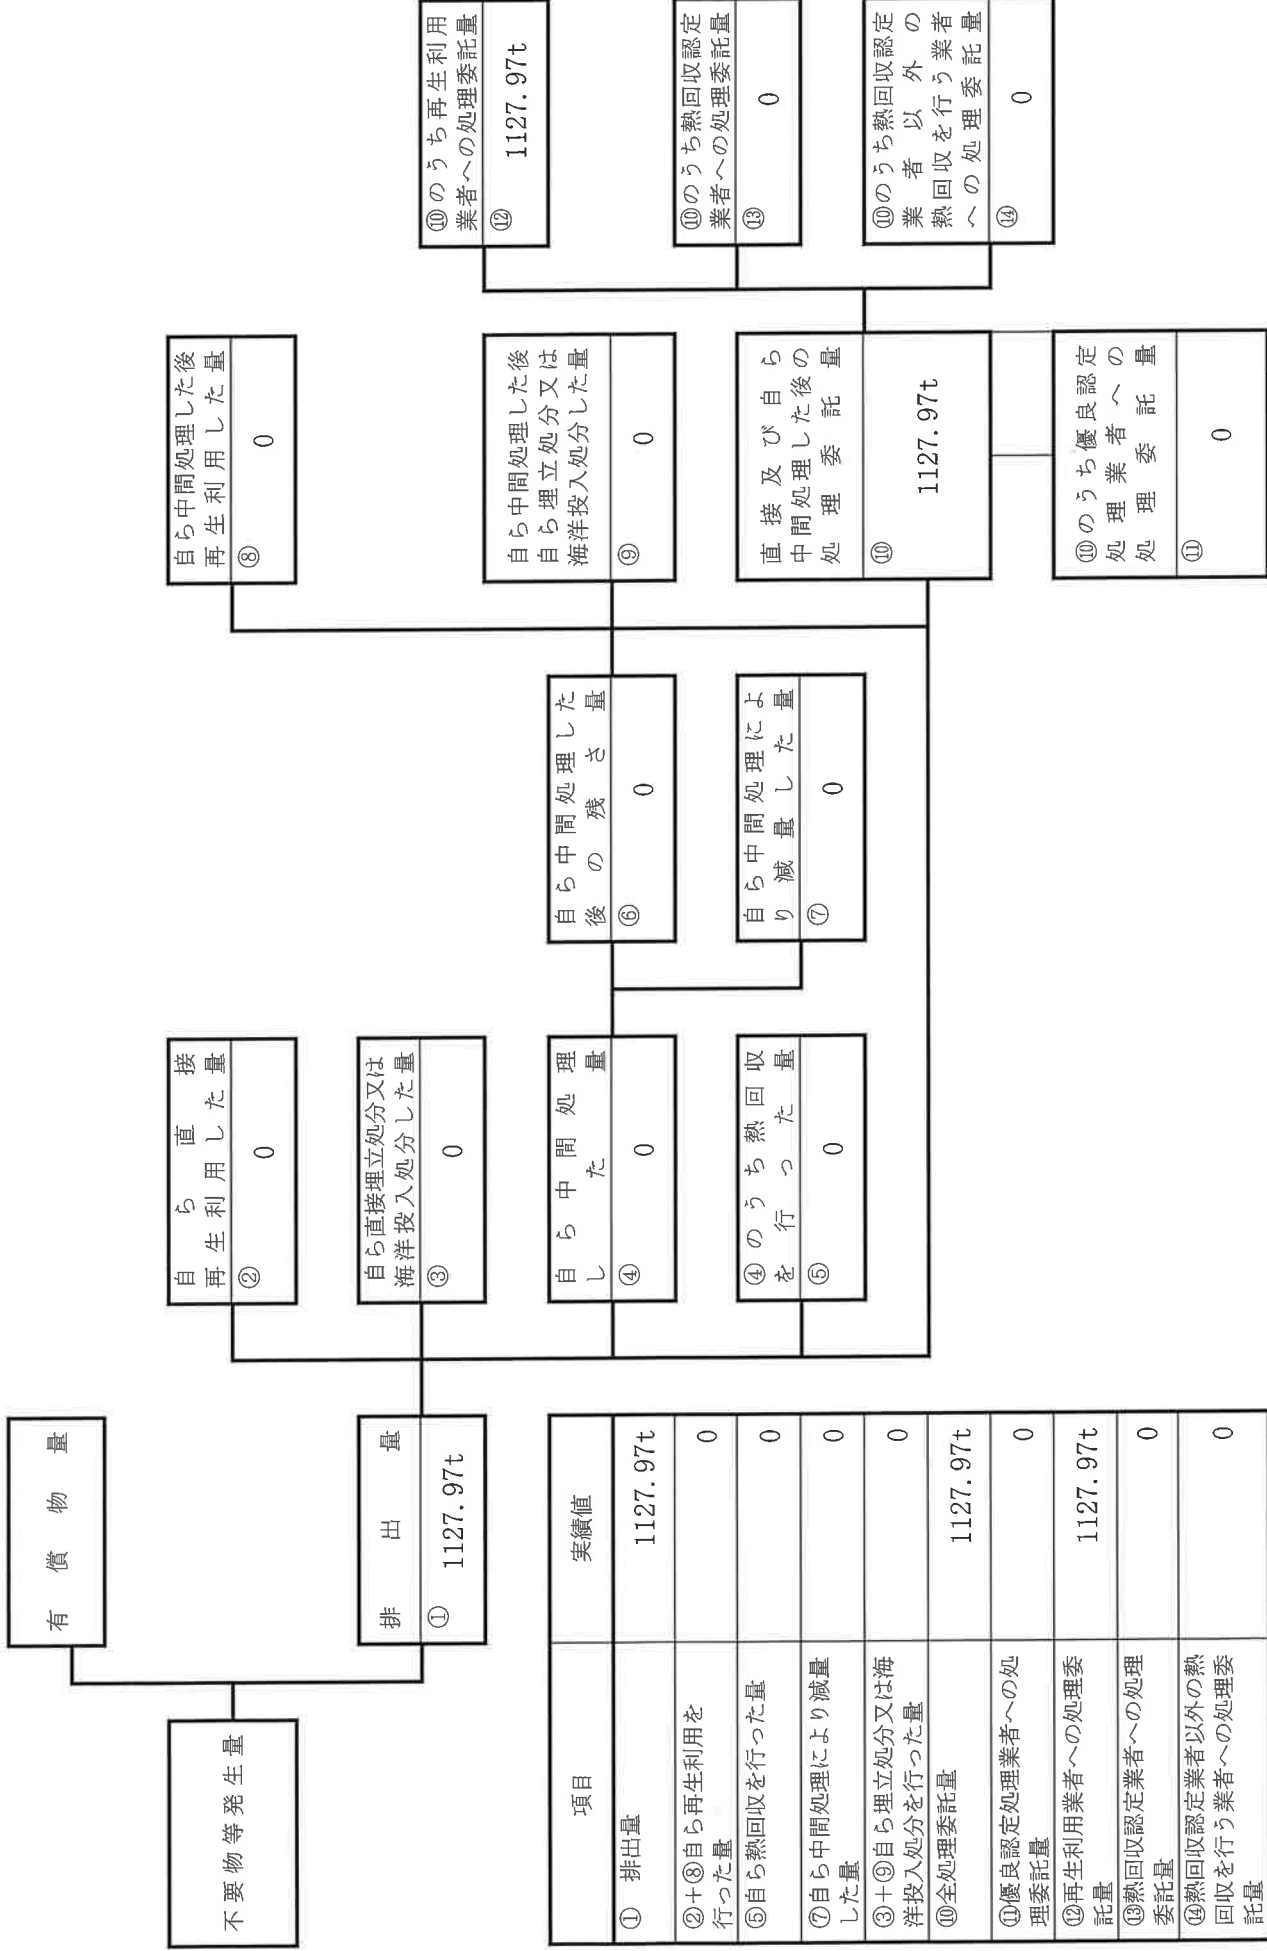 不要物等発生量
有償物量
排出量
① 1127.97t
自ら直接
再生利用した量
② 0
自ら直接埋立処分又は
海洋投入処分した量
③ 0
自ら中間処理
した量
④ 0
④のうち熱回収
を行った量
⑤ 0
自ら中間処理した
後の残さ量
⑥ 0
自ら中間処理によ
り減量した量
⑦ 0
自ら中間処理した後
再生利用した量
⑧ 0
自ら中間処理した後
自ら埋立処分又は
海洋投入処分した量
⑨ 0
直接及び自ら
中間処理した後の
処理委託量
⑩ 1127.97t
⑩のうち優良認定
処理業者への
処理委託量
⑪ 0
⑩のうち再生利用
業者への処理委託量
⑫ 1127.97t
⑩のうち熱回収認定
業者への処理委託量
⑬ 0
⑩のうち熱回収認定
業者以外の
熱回収を行う業者
への処理委託量
⑭ 0
項目 実績値
① 排出量 1127.97t
②+⑧自ら再生利用を
行った量 0
⑤自ら熱回収を行った量 0
⑦自ら中間処理により減量
した量 0
③+⑨自ら埋立処分又は海
洋投入処分を行った量 0
⑩全処理委託量 1127.97t
⑪優良認定処理業者への処
理委託量 0
⑫再生利用業者への処理委
託量 1127.97t
⑬熱回収認定業者への処理
委託量 0
⑭熱回収認定業者以外の熱
回収を行う業者への処理委
託量 0